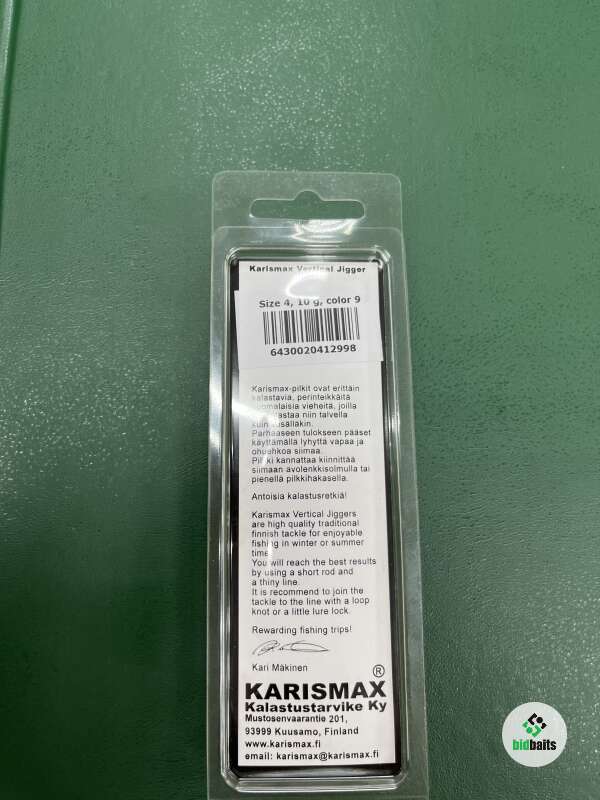 Karismax Vertical Jigger
Size 4, 10 g, color 9
6430020412998
Karismax-pilkit ovat erittäin
kalastavia, perinteikkäitä
suomalaisia vieheitä, joilla
niin talvella
kuin kesälläkin.
Parhaaseen tulokseen pääset
käyttämällä lyhyttä vapaa ja
ohuehkoa siimaa.
Pilkki kannattaa kiinnittää
siimaan avolenkkisolmulla tai
pienellä pilkkihakasella.
Antoisia kalastusretkiä!
Karismax Vertical Jiggers
are high quality traditional
finnish tackle for enjoyable
fishing in winter or summer
time.
You will reach the best results
by using a short rod and
a thiny line.
It is recommend to join the
tackle to the line with a loop
knot or a little lure lock.
Rewarding fishing trips!
Kari Mäkinen
KARISMAX ®
Kalastustarvike Ky
Mustosenvaarantie 201,
93999 Kuusamo, Finland
www.karismax.fi
email: karismax@karismax.fi
bidbaits